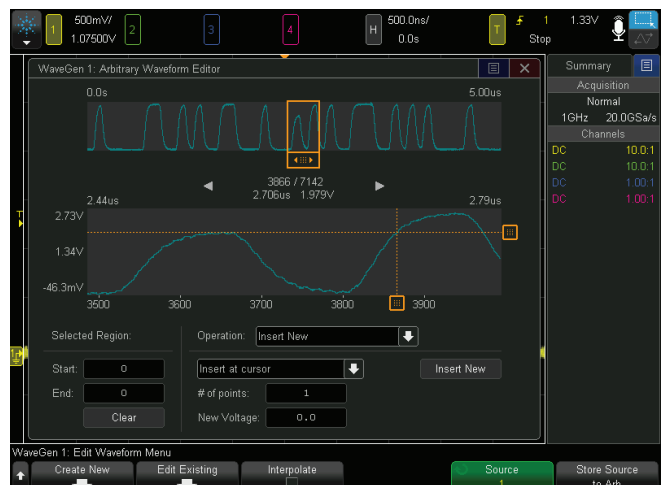 1 500mV/ 1.07500V 2 3 4 H 500.0ns/ 0.0s T 1 1.33V Stop
WaveGen 1: Arbitrary Waveform Editor
Summary
Acquisition
Normal
1GHz 20.0GSa/s
Channels
DC 10.0:1
DC 10.0:1
DC 1.00:1
DC 1.00:1
0.0s 5.00us
3866 / 7142
2.706us 1.979V
2.44us 2.79us
2.73V
1.34V
-46.3mV
3500 3600 3700 3800 3900
T
Selected Region:
Operation: Insert New
Start: 0
Insert at cursor
Insert New
End: 0
# of points: 1
Clear
New Voltage: 0.0
WaveGen 1: Edit Waveform Menu
Create New
Edit Existing
Interpolate
Source
1
Store Source
to Arb